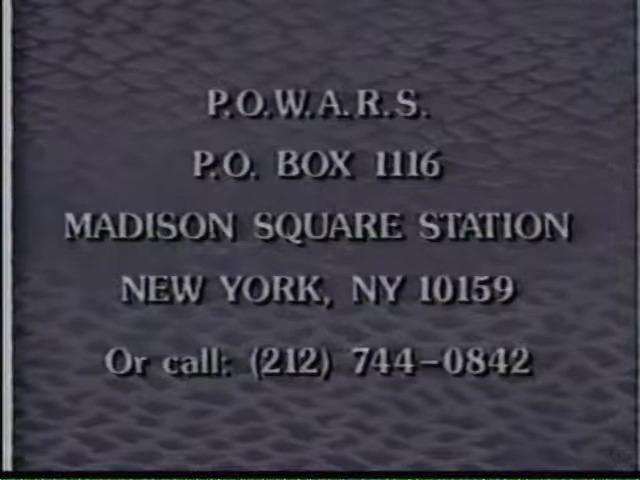 P.O.W.A.R.S.
P.O. BOX 1116
MADISON SQUARE STATION
NEW YORK, NY 10159
Or call: (212) 744-0842